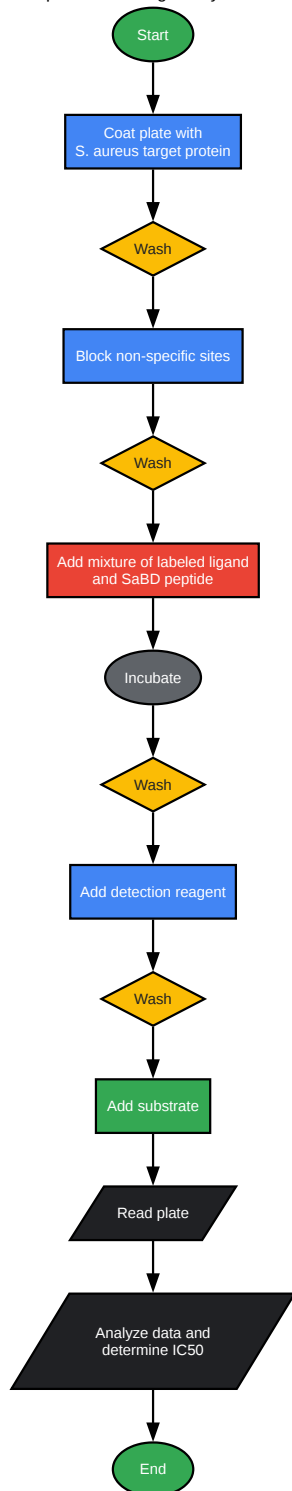 Start
Coat plate with
S. aureus target protein
Wash
Block non-specific sites
Wash
Add mixture of labeled ligand
and SaBD peptide
Incubate
Wash
Add detection reagent
Wash
Add substrate
Read plate
Analyze data and
determine IC50
End